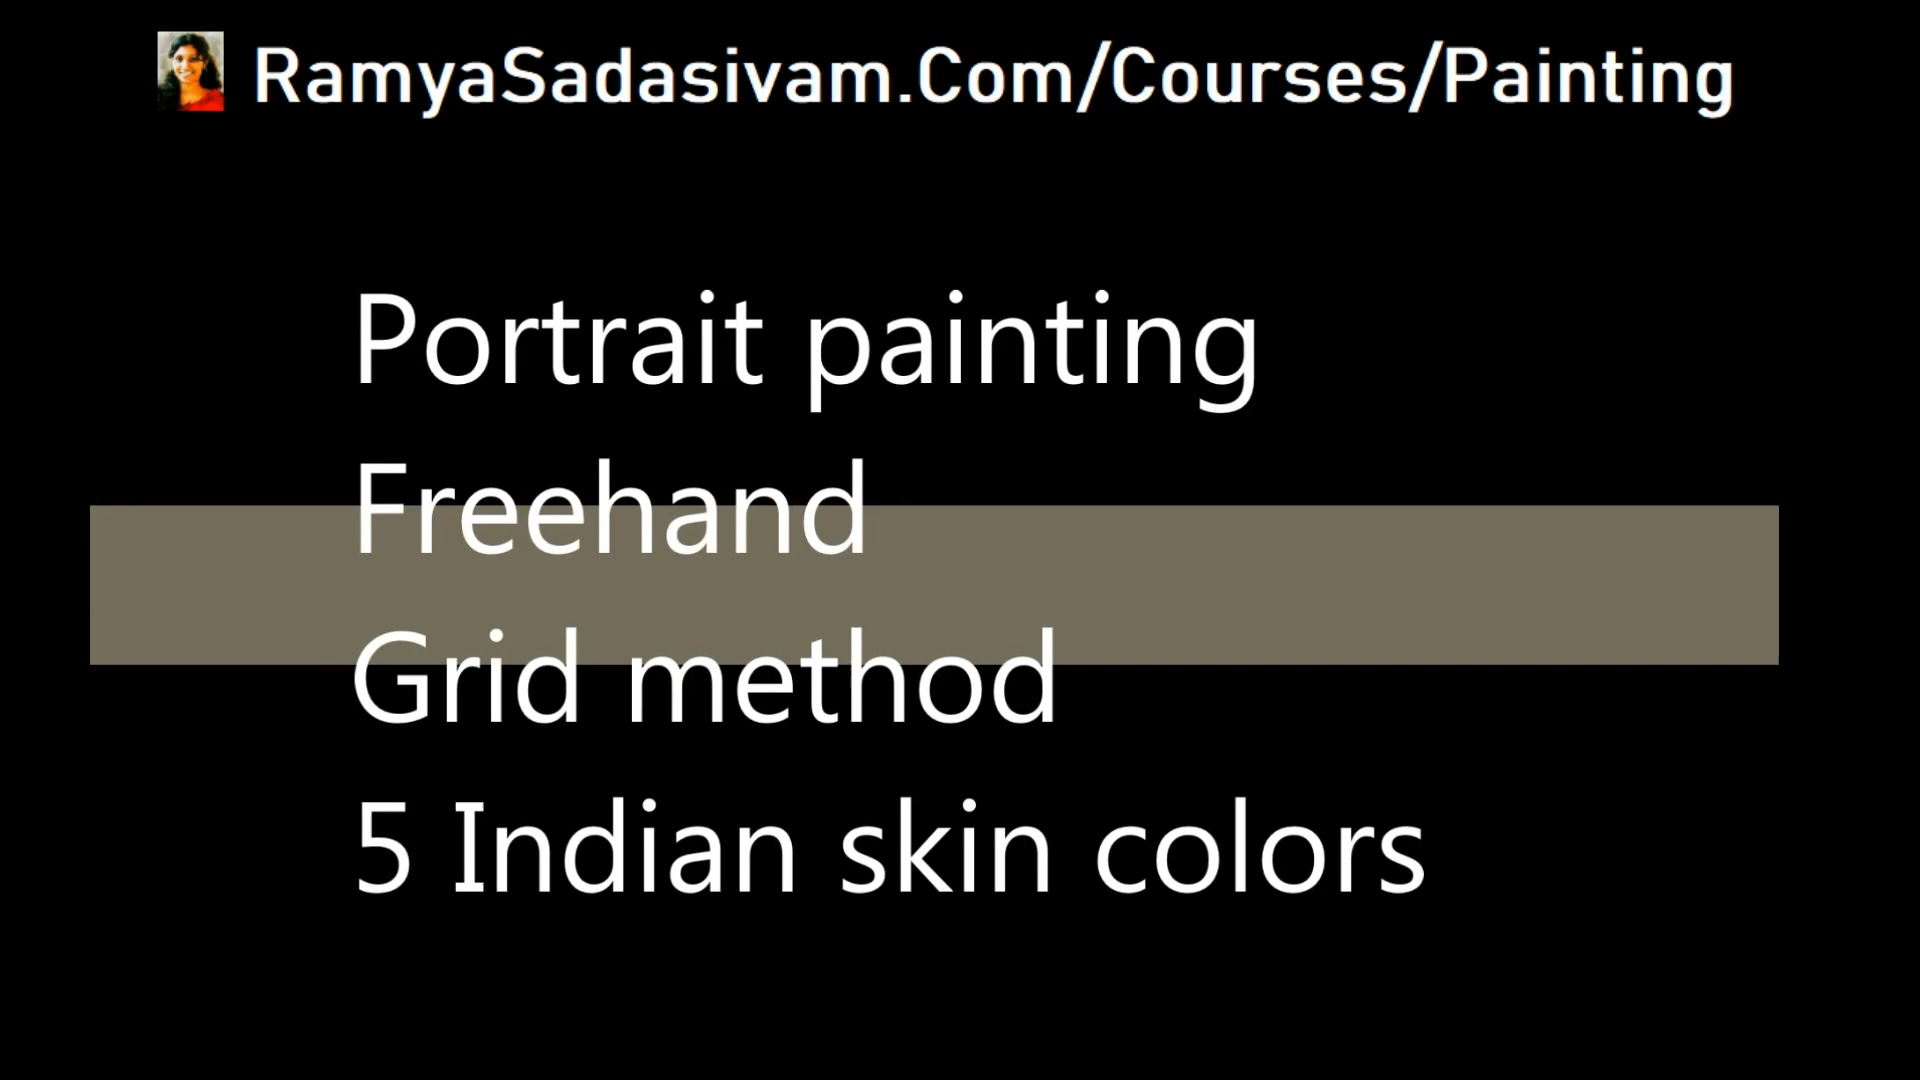 RamyaSadasivam.Com/Courses/Painting
Portrait painting
Freehand
Grid method
5 Indian skin colors